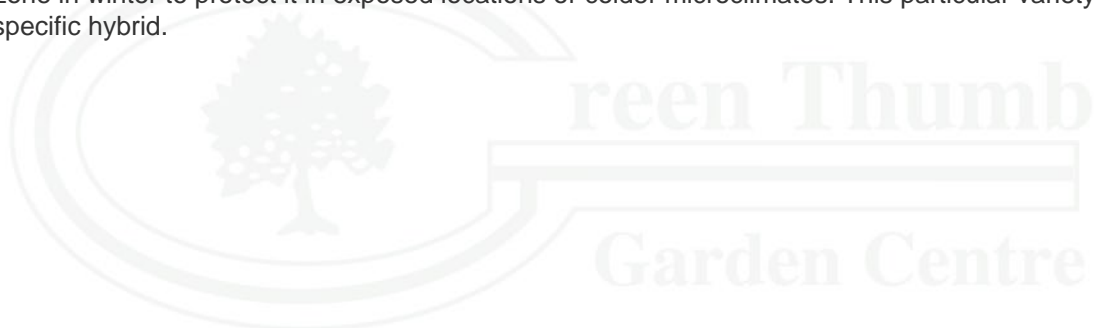 zone in winter to protect it in exposed locations or colder microclimates. This particular variety
specific hybrid.
reen Thumb
Garden Centre